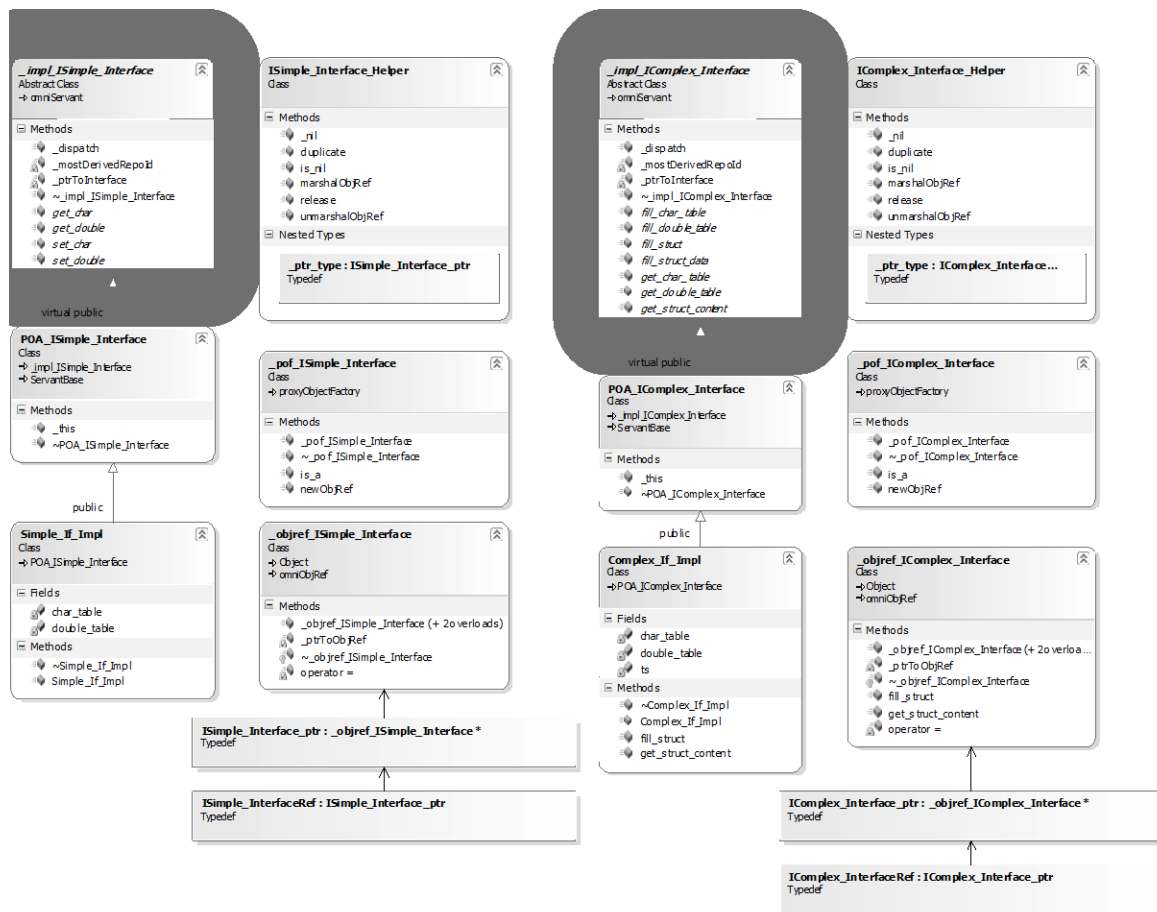 _impl_ISimple_Interface
Abstract Class
omniServant
Methods
_dispatch
_mostDerivedRepoId
_ptrToInterface
~_impl_ISimple_Interface
get_char
get_double
set_char
set_double
virtual public
POA_ISimple_Interface
Class
_impl_ISimple_Interface
ServantBase
Methods
_this
~POA_ISimple_Interface
public
Simple_If_Impl
Class
POA_ISimple_Interface
Fields
char_table
double_table
Methods
~Simple_If_Impl
Simple_If_Impl
ISimple_Interface_Helper
Class
Methods
_nil
duplicate
is_nil
marshalObjRef
release
unmarshalObjRef
Nested Types
_ptr_type : ISimple_Interface_ptr
Typedef
_pof_ISimple_Interface
Class
proxyObjectFactory
Methods
_pof_ISimple_Interface
~_pof_ISimple_Interface
is_a
newObjRef
_objref_ISimple_Interface
Class
Object
omniObjRef
Methods
_objref_ISimple_Interface (+ 2overloads)
_ptrToObjRef
~_objref_ISimple_Interface
operator =
ISimple_Interface_ptr : _objref_ISimple_Interface *
Typedef
ISimple_InterfaceRef : ISimple_Interface_ptr
Typedef
_impl_IComplex_Interface
Abstract Class
omniServant
Methods
_dispatch
_mostDerivedRepoId
_ptrToInterface
~_impl_IComplex_Interface
fill_char_table
fill_double_table
fill_struct
fill_struct_data
get_char_table
get_double_table
get_struct_content
virtual public
POA_IComplex_Interface
Class
_impl_IComplex_Interface
ServantBase
Methods
_this
~POA_IComplex_Interface
public
Complex_If_Impl
Class
POA_IComplex_Interface
Fields
char_table
double_table
ts
Methods
~Complex_If_Impl
Complex_If_Impl
fill_struct
get_struct_content
IComplex_Interface_Helper
Class
Methods
_nil
duplicate
is_nil
marshalObjRef
release
unmarshalObjRef
Nested Types
_ptr_type : IComplex_Interface...
Typedef
_pof_IComplex_Interface
Class
proxyObjectFactory
Methods
_pof_IComplex_Interface
~_pof_IComplex_Interface
is_a
newObjRef
_objref_IComplex_Interface
Class
Object
omniObjRef
Methods
_objref_IComplex_Interface (+ 2overloa...
_ptrToObjRef
~_objref_IComplex_Interface
fill_struct
get_struct_content
operator =
IComplex_Interface_ptr : _objref_IComplex_Interface *
Typedef
IComplex_InterfaceRef : IComplex_Interface_ptr
Typedef